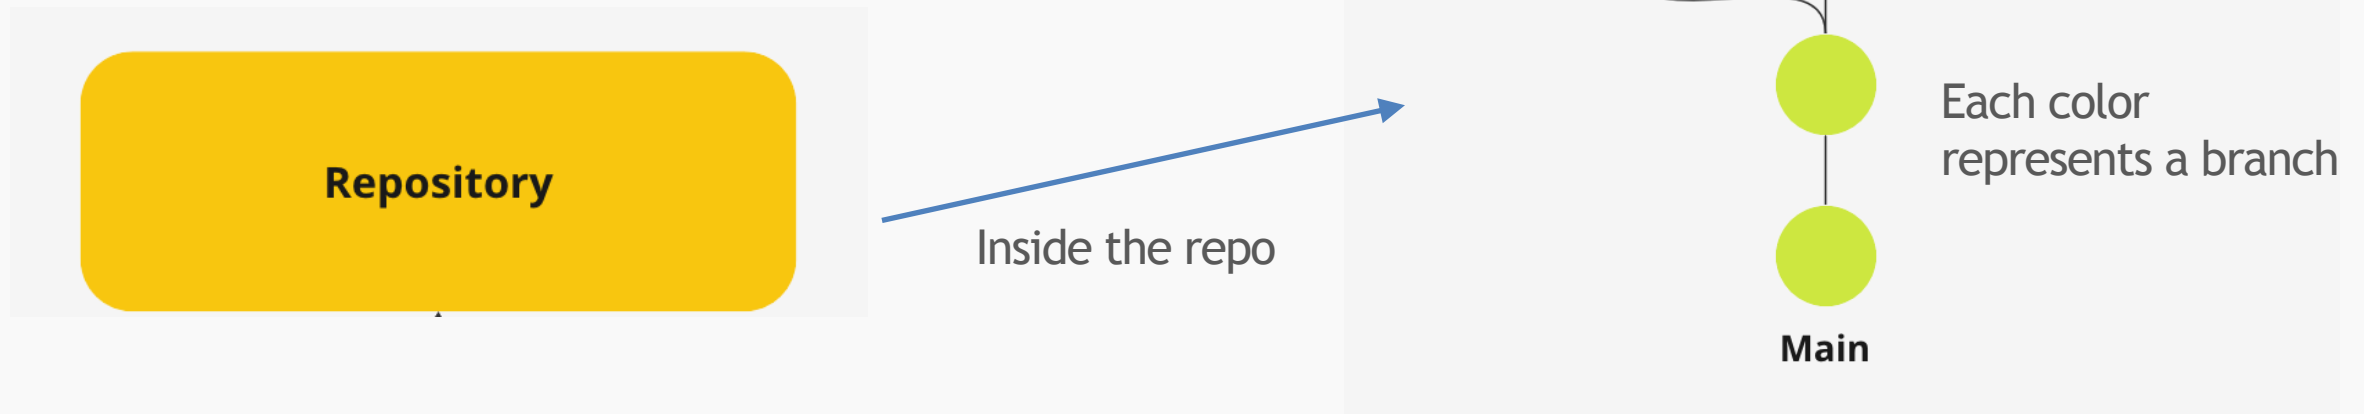 Repository
Inside the repo
Each color
represents a branch
Main